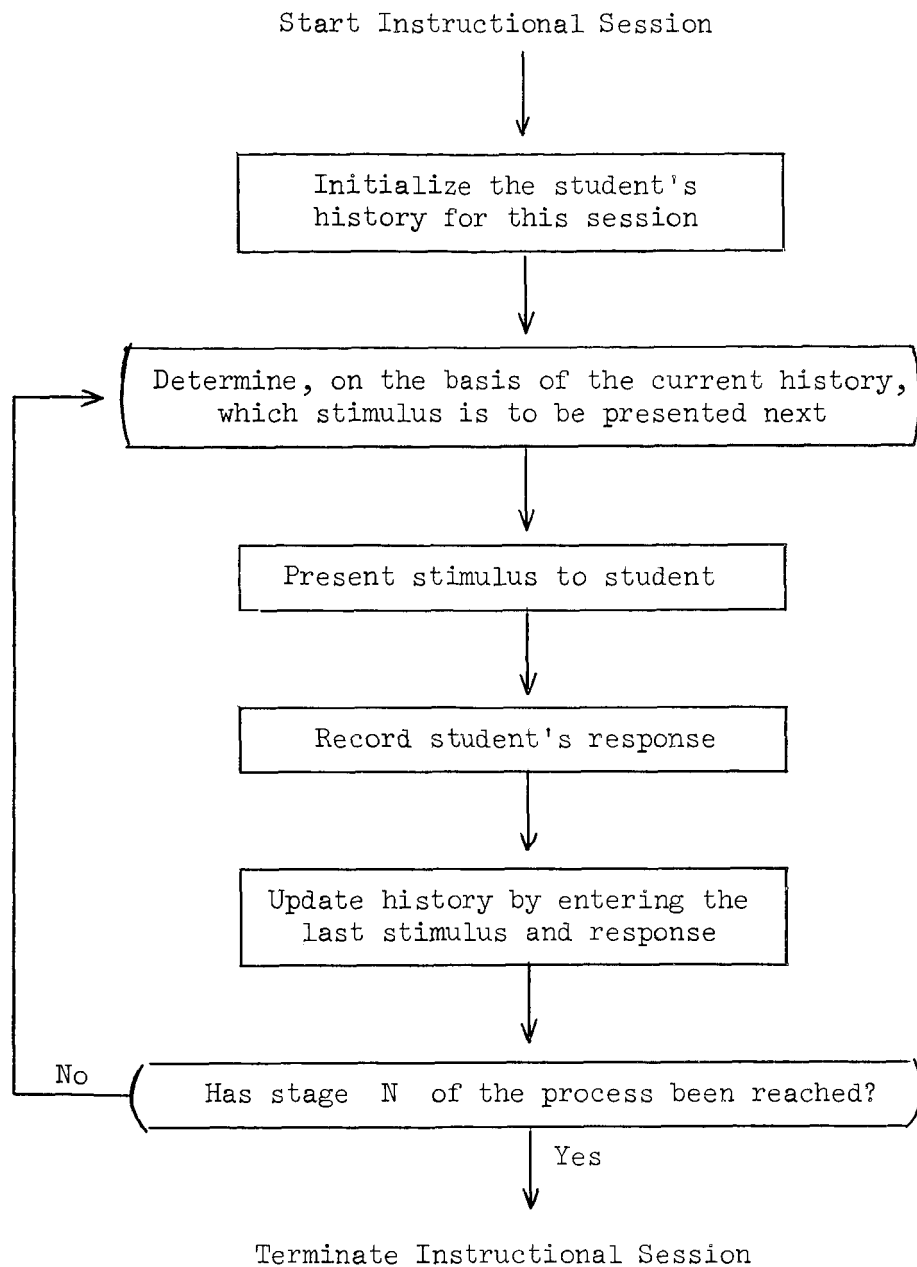 Start Instructional Session
Initialize the student's
history for this session
Determine, on the basis of the current history,
which stimulus is to be presented next
Present stimulus to student
Record student's response
Update history by entering the
last stimulus and response
No
Has stage N of the process been reached?
Yes
Terminate Instructional Session